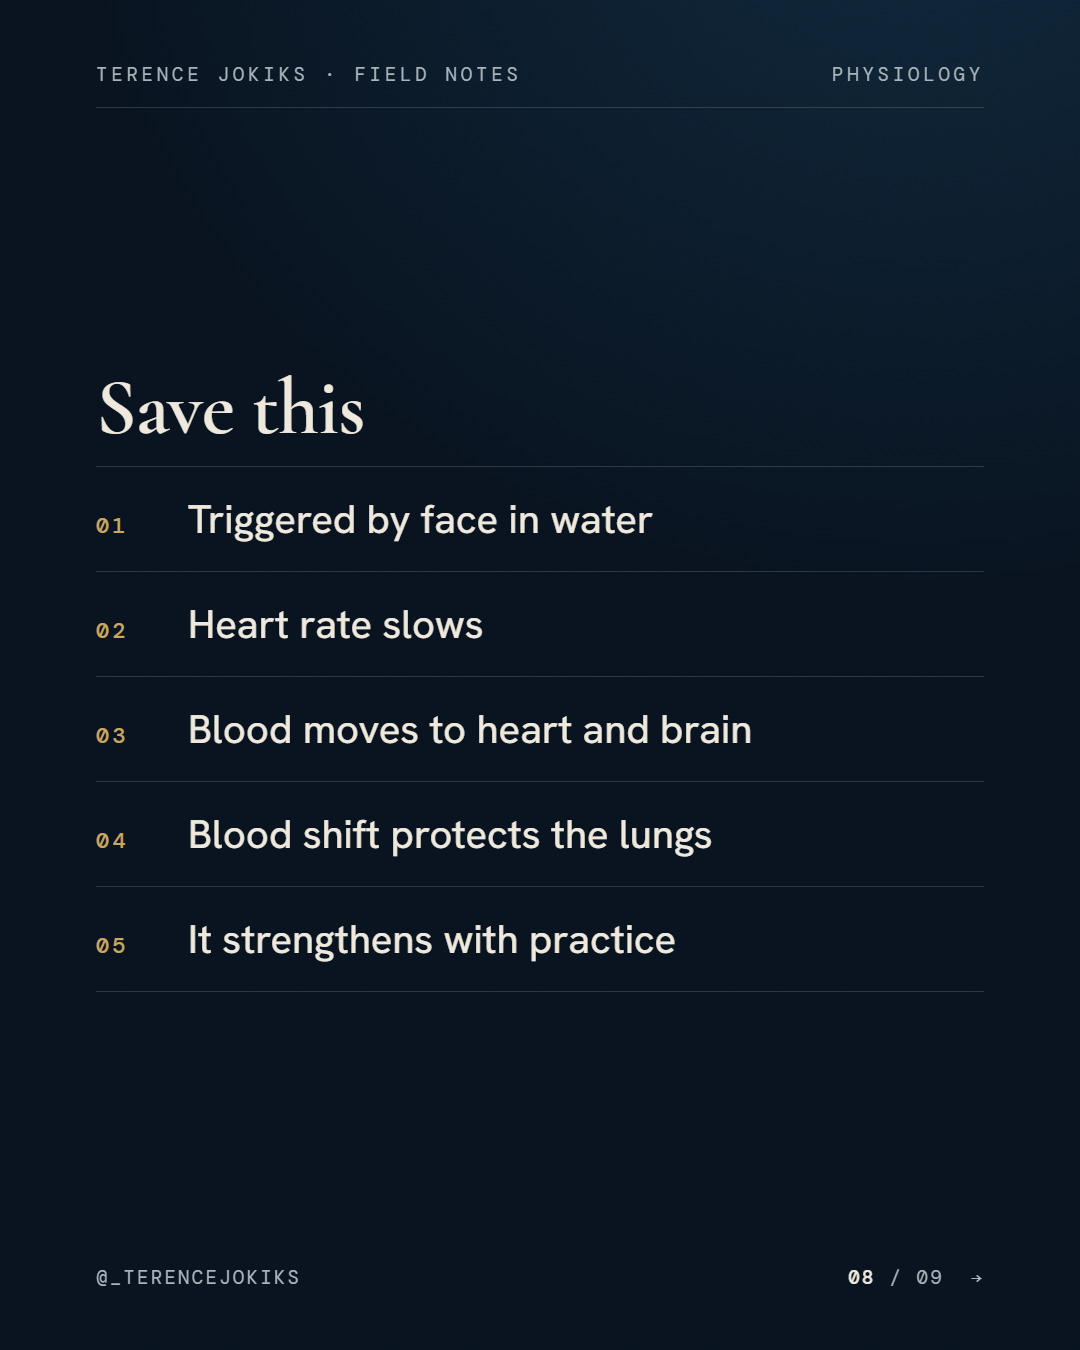 TERENCE JOKIKS · FIELD NOTES
PHYSIOLOGY
Save this
01 Triggered by face in water
02 Heart rate slows
03 Blood moves to heart and brain
04 Blood shift protects the lungs
05 It strengthens with practice
@_TERENCEJOKIKS
08 / 09 →